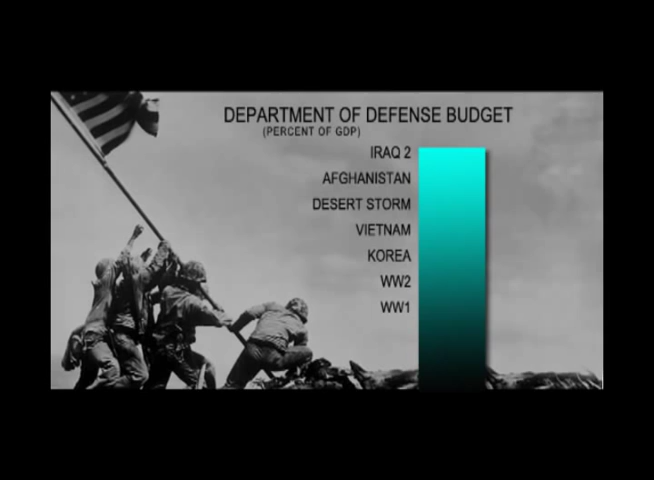 DEPARTMENT OF DEFENSE BUDGET
(PERCENT OF GDP)
IRAQ 2
AFGHANISTAN
DESERT STORM
VIETNAM
KOREA
WW2
WW1